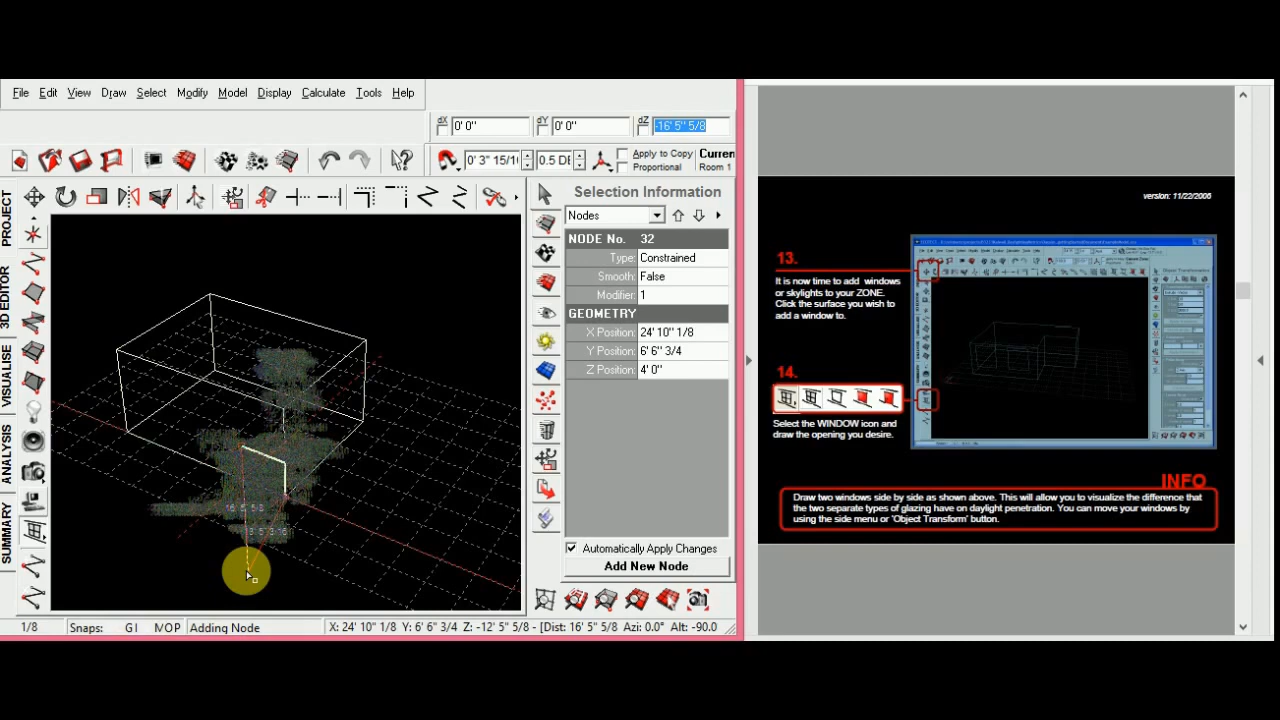 File Edit View Draw Select Modify Model Display Calculate Tools Help
dX 0' 0" dY 0' 0" dZ -16' 5" 5/8
0' 3" 15/1 0.5 DE Apply to Copy Proportional Curren Room 1
PROJECT
3D EDITOR
VISUALISE
ANALYSIS
SUMMARY
Selection Information
Nodes
NODE No. 32
Type: Constrained
Smooth: False
Modifier: 1
GEOMETRY
X Position: 24' 10" 1/8
Y Position: 6' 6" 3/4
Z Position: 4' 0"
16' 5" 5/8
Automatically Apply Changes
Add New Node
1/8 Snaps: GI MOP Adding Node X: 24' 10" 1/8 Y: 6' 6" 3/4 Z: -12' 5" 5/8 - [Dist: 16' 5" 5/8 Azi: 0.0° Alt: -90.0
version: 11/22/2006
13.
It is now time to add windows
or skylights to your ZONE.
Click the surface you wish to
add a window to.
14.
Select the WINDOW icon and
draw the opening you desire.
INFO
Draw two windows side by side as shown above. This will allow you to visualize the difference that
the two separate types of glazing have on daylight penetration. You can move your windows by
using the side menu or 'Object Transform' button.